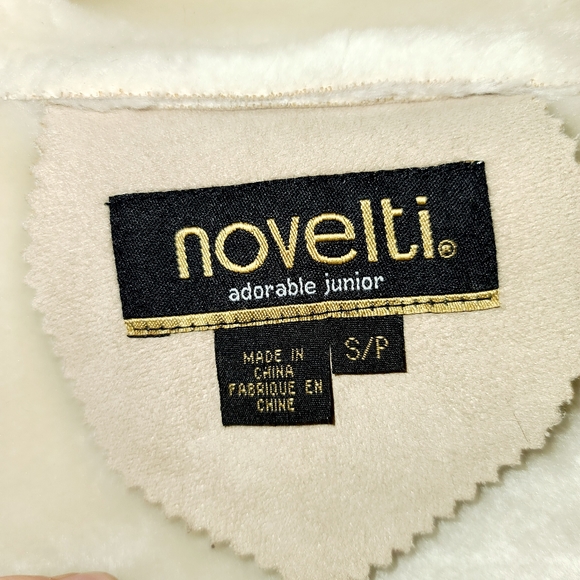 novelti®
adorable junior
MADE IN
CHINA
FABRIQUE EN
CHINE
S/P